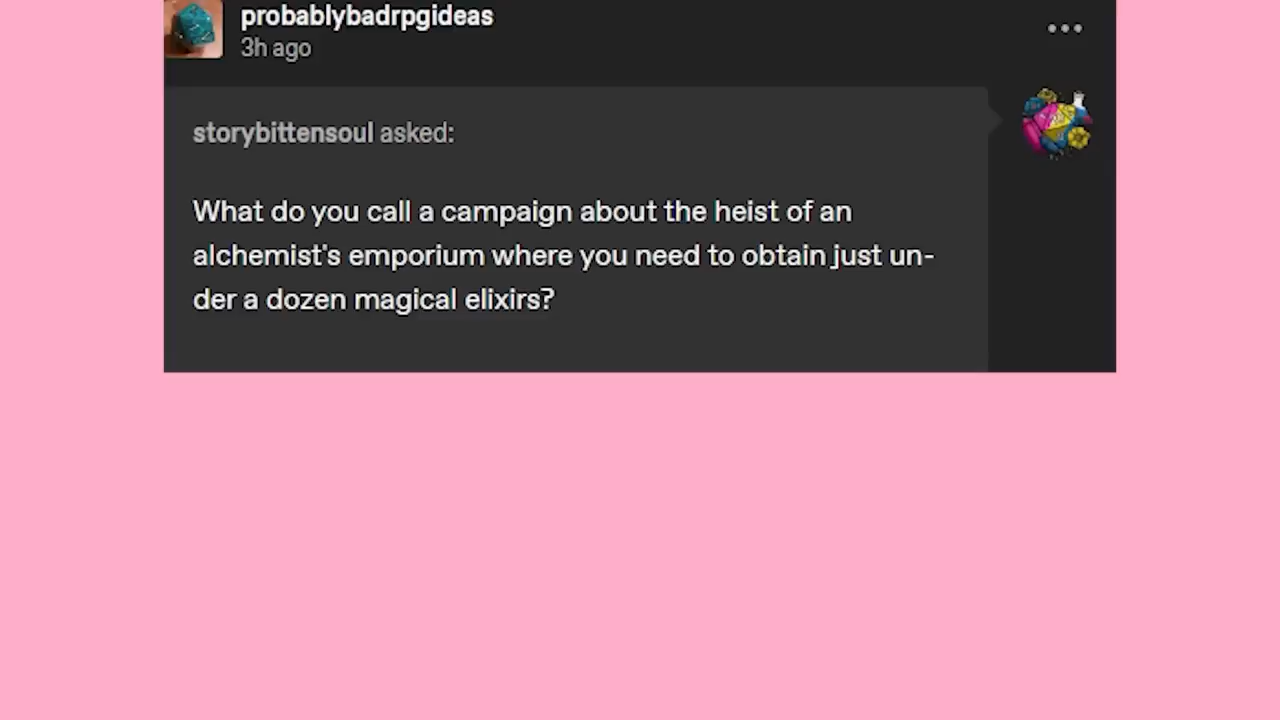 probablybadrpgideas
3h ago
storybittensoul asked:
What do you call a campaign about the heist of an
alchemist's emporium where you need to obtain just un-
der a dozen magical elixirs?